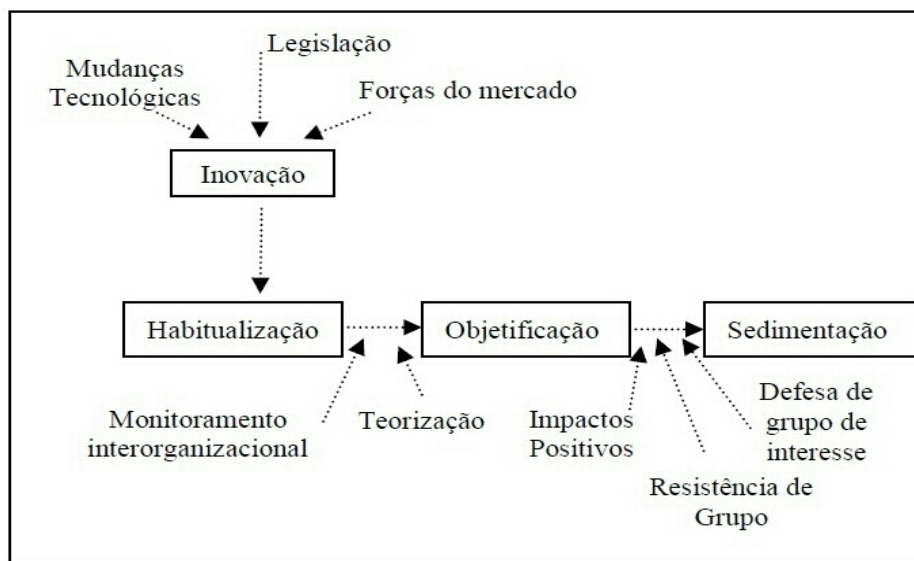 Legislação
Mudanças
Tecnológicas
Forças do mercado
Inovação
Habitualização
Objetificação
Sedimentação
Monitoramento
interorganizacional
Teorização
Impactos
Positivos
Defesa de
grupo de
interesse
Resistência de
Grupo